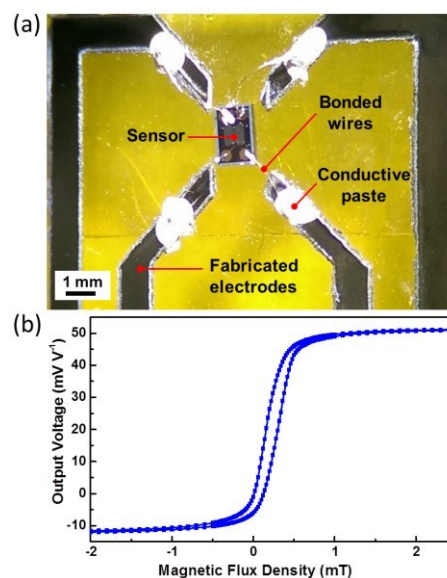 (a)
Sensor
Bonded
wires
Conductive
paste
Fabricated
electrodes
1 mm
(b)
Output Voltage (mV V⁻¹)
50
40
30
20
10
0
-10
-2
-1
0
1
2
Magnetic Flux Density (mT)